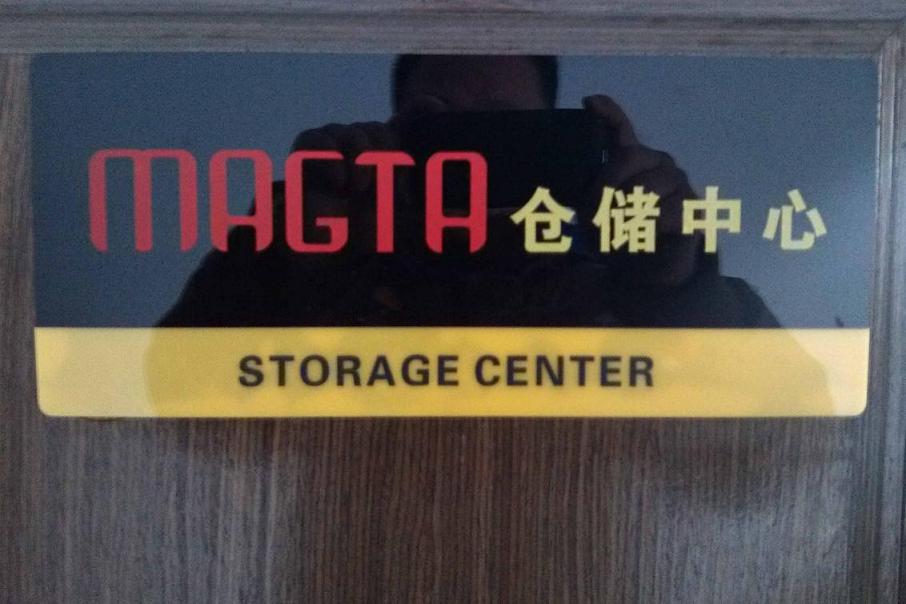 MAGTA 仓储中心
STORAGE CENTER